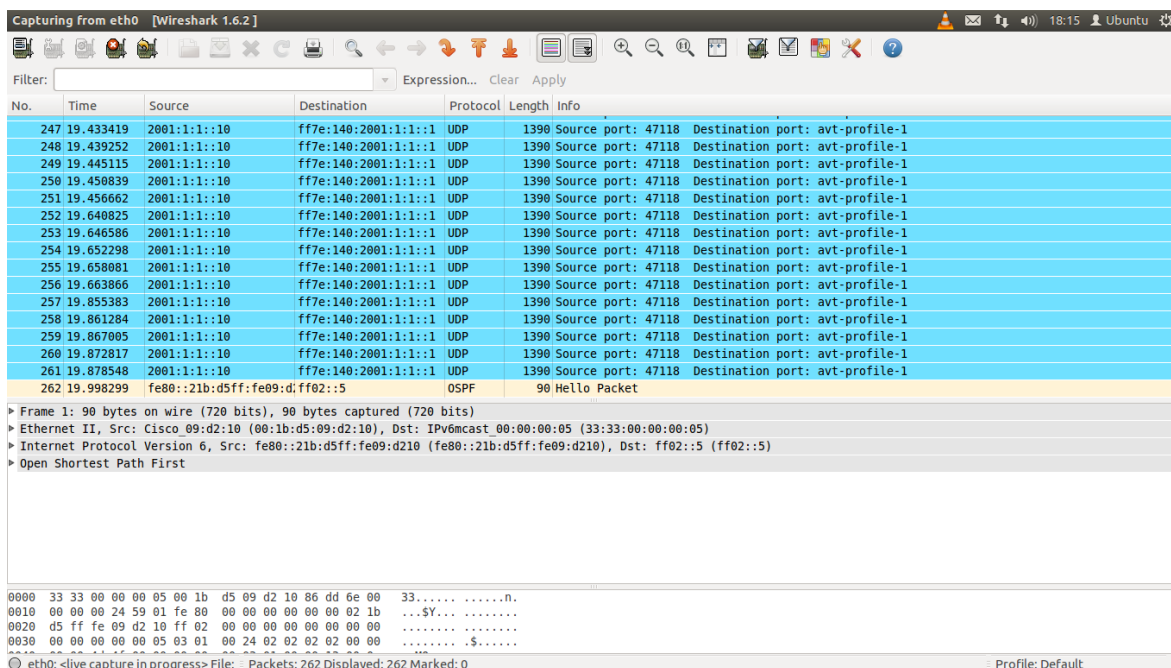 Capturing from eth0 [Wireshark 1.6.2 ]
18:15 Ubuntu
Filter: Expression... Clear Apply
No. Time Source Destination Protocol Length Info
247 19.433419 2001:1:1::10 ff7e:140:2001:1:1::1 UDP 1390 Source port: 47118 Destination port: avt-profile-1
248 19.439252 2001:1:1::10 ff7e:140:2001:1:1::1 UDP 1390 Source port: 47118 Destination port: avt-profile-1
249 19.445115 2001:1:1::10 ff7e:140:2001:1:1::1 UDP 1390 Source port: 47118 Destination port: avt-profile-1
250 19.450839 2001:1:1::10 ff7e:140:2001:1:1::1 UDP 1390 Source port: 47118 Destination port: avt-profile-1
251 19.456662 2001:1:1::10 ff7e:140:2001:1:1::1 UDP 1390 Source port: 47118 Destination port: avt-profile-1
252 19.640825 2001:1:1::10 ff7e:140:2001:1:1::1 UDP 1390 Source port: 47118 Destination port: avt-profile-1
253 19.646586 2001:1:1::10 ff7e:140:2001:1:1::1 UDP 1390 Source port: 47118 Destination port: avt-profile-1
254 19.652298 2001:1:1::10 ff7e:140:2001:1:1::1 UDP 1390 Source port: 47118 Destination port: avt-profile-1
255 19.658081 2001:1:1::10 ff7e:140:2001:1:1::1 UDP 1390 Source port: 47118 Destination port: avt-profile-1
256 19.663866 2001:1:1::10 ff7e:140:2001:1:1::1 UDP 1390 Source port: 47118 Destination port: avt-profile-1
257 19.855383 2001:1:1::10 ff7e:140:2001:1:1::1 UDP 1390 Source port: 47118 Destination port: avt-profile-1
258 19.861284 2001:1:1::10 ff7e:140:2001:1:1::1 UDP 1390 Source port: 47118 Destination port: avt-profile-1
259 19.867005 2001:1:1::10 ff7e:140:2001:1:1::1 UDP 1390 Source port: 47118 Destination port: avt-profile-1
260 19.872817 2001:1:1::10 ff7e:140:2001:1:1::1 UDP 1390 Source port: 47118 Destination port: avt-profile-1
261 19.878548 2001:1:1::10 ff7e:140:2001:1:1::1 UDP 1390 Source port: 47118 Destination port: avt-profile-1
262 19.998299 fe80::21b:d5ff:fe09:d2 ff02::5 OSPF 90 Hello Packet
Frame 1: 90 bytes on wire (720 bits), 90 bytes captured (720 bits)
Ethernet II, Src: Cisco_09:d2:10 (00:1b:d5:09:d2:10), Dst: IPv6mcast_00:00:00:05 (33:33:00:00:00:05)
Internet Protocol Version 6, Src: fe80::21b:d5ff:fe09:d210 (fe80::21b:d5ff:fe09:d210), Dst: ff02::5 (ff02::5)
Open Shortest Path First
0000 33 33 00 00 00 05 00 1b d5 09 d2 10 86 dd 6e 00 33...... ......n.
0010 00 00 00 24 59 01 fe 80 00 00 00 00 00 00 02 1b ...$Y... ........
0020 d5 ff fe 09 d2 10 ff 02 00 00 00 00 00 00 00 00 ........ ........
0030 00 00 00 00 00 05 03 01 00 24 02 02 02 02 00 00 ........ .$......
eth0: <live capture in progress> File: Packets: 262 Displayed: 262 Marked: 0 Profile: Default